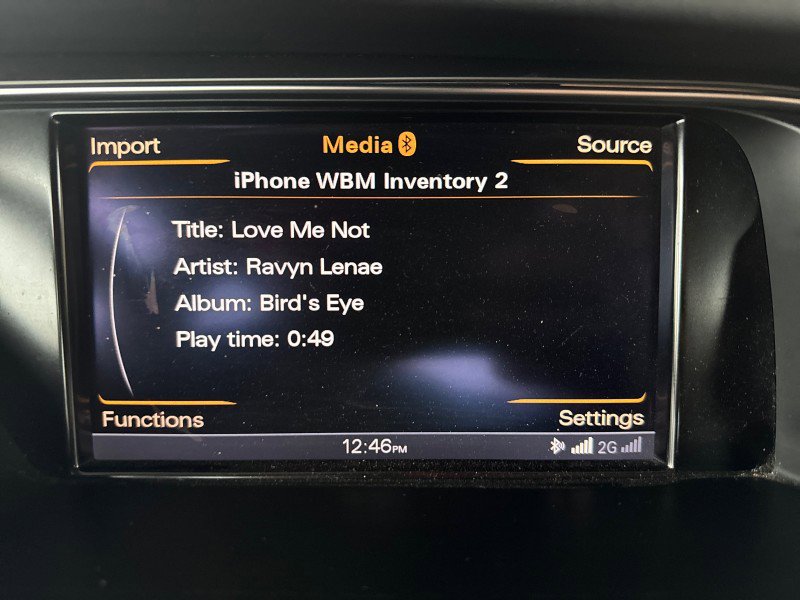 Import Media Source
iPhone WBM Inventory 2
Title: Love Me Not
Artist: Ravyn Lenae
Album: Bird's Eye
Play time: 0:49
Functions Settings
12:46PM 2G